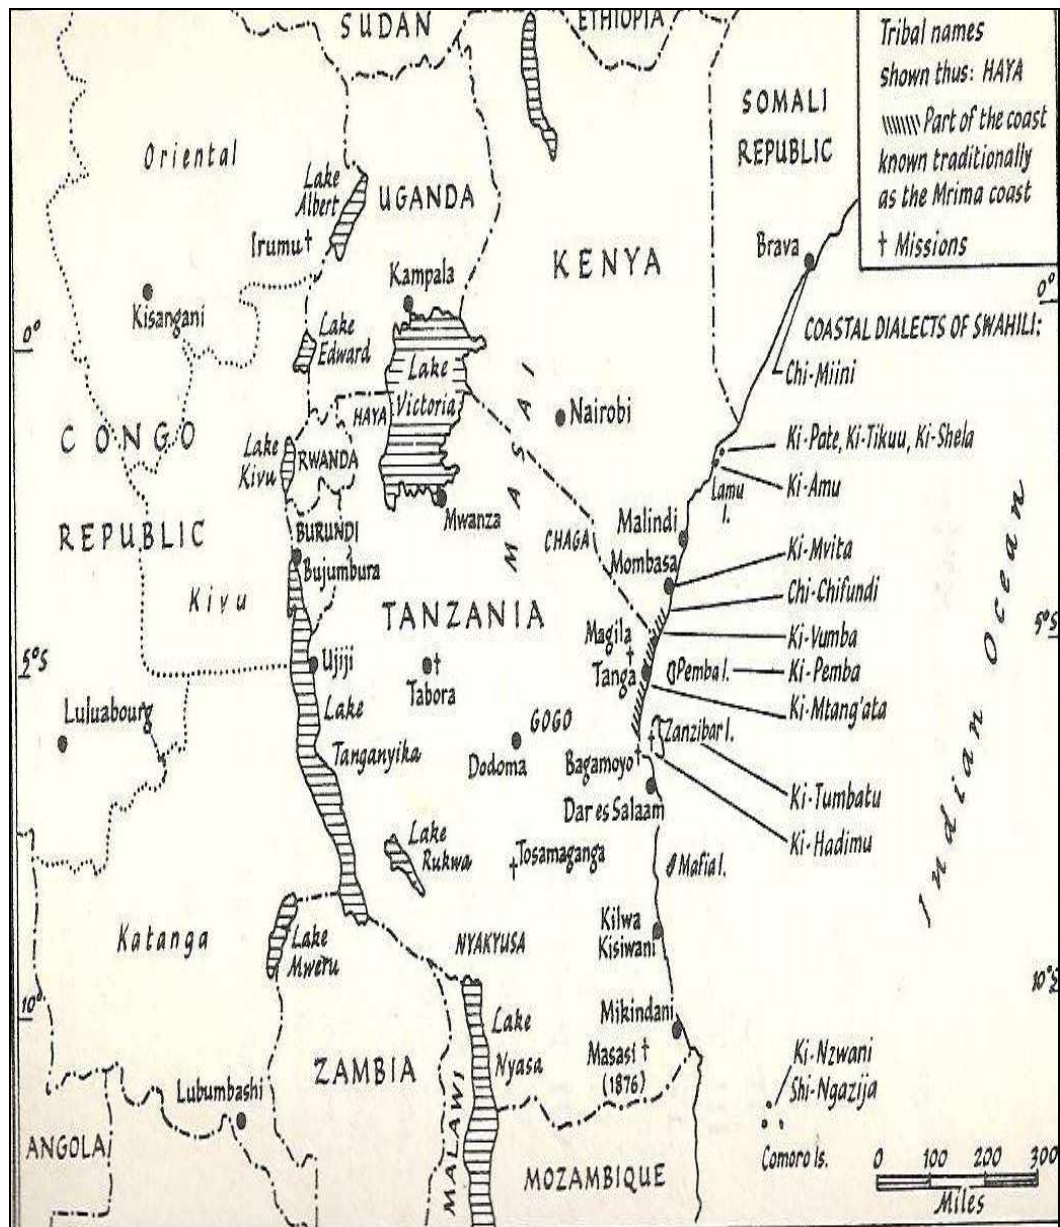 SUDAN
ETHIOPIA
Tribal names
shown thus: HAYA
Part of the coast
known traditionally
as the Mrima coast
† Missions
SOMALI
REPUBLIC
Oriental
Lake
Albert
UGANDA
Irumu †
KENYA
Brava
Kampala
Kisangani
0°
0°
Lake
Edward
COASTAL DIALECTS OF SWAHILI:
Chi-Miini
Lake
Victoria
HAYA
MASAI
Nairobi
CONGO
REPUBLIC
Lake
Kivu
RWANDA
Ki-Pate, Ki-Tikuu, Ki-Shela
Ki-Amu
Lamu
I.
Mwanza
Malindi
CHAGA
Mombasa
BURUNDI
Bujumbura
Ki-Mvita
Kivu
TANZANIA
Chi-Chifundi
Magila
†
Ki-Vumba
5°S
5°S
Ujiji
†
Tabora
Tanga
Pemba I.
Ki-Pemba
Ki-Mtang'ata
Luluabourg
Lake
Tanganyika
GOGO
Dodoma
Zanzibar I.
†
Bagamoyo †
Dar es Salaam
Ki-Tumbatu
Ki-Hadimu
Indian Ocean
Lake
Rukwa
† Tosamaganga
Mafia I.
Katanga
Lake
Mweru
NYAKYUSA
Kilwa
Kisiwani
10°
10°S
Lake
Nyasa
Mikindani
Masasi †
(1876)
ZAMBIA
MALAWI
Lubumbashi
Ki-Nzwani
Shi-Ngazija
ANGOLA
MOZAMBIQUE
Comoro Is.
0 100 200 300
Miles